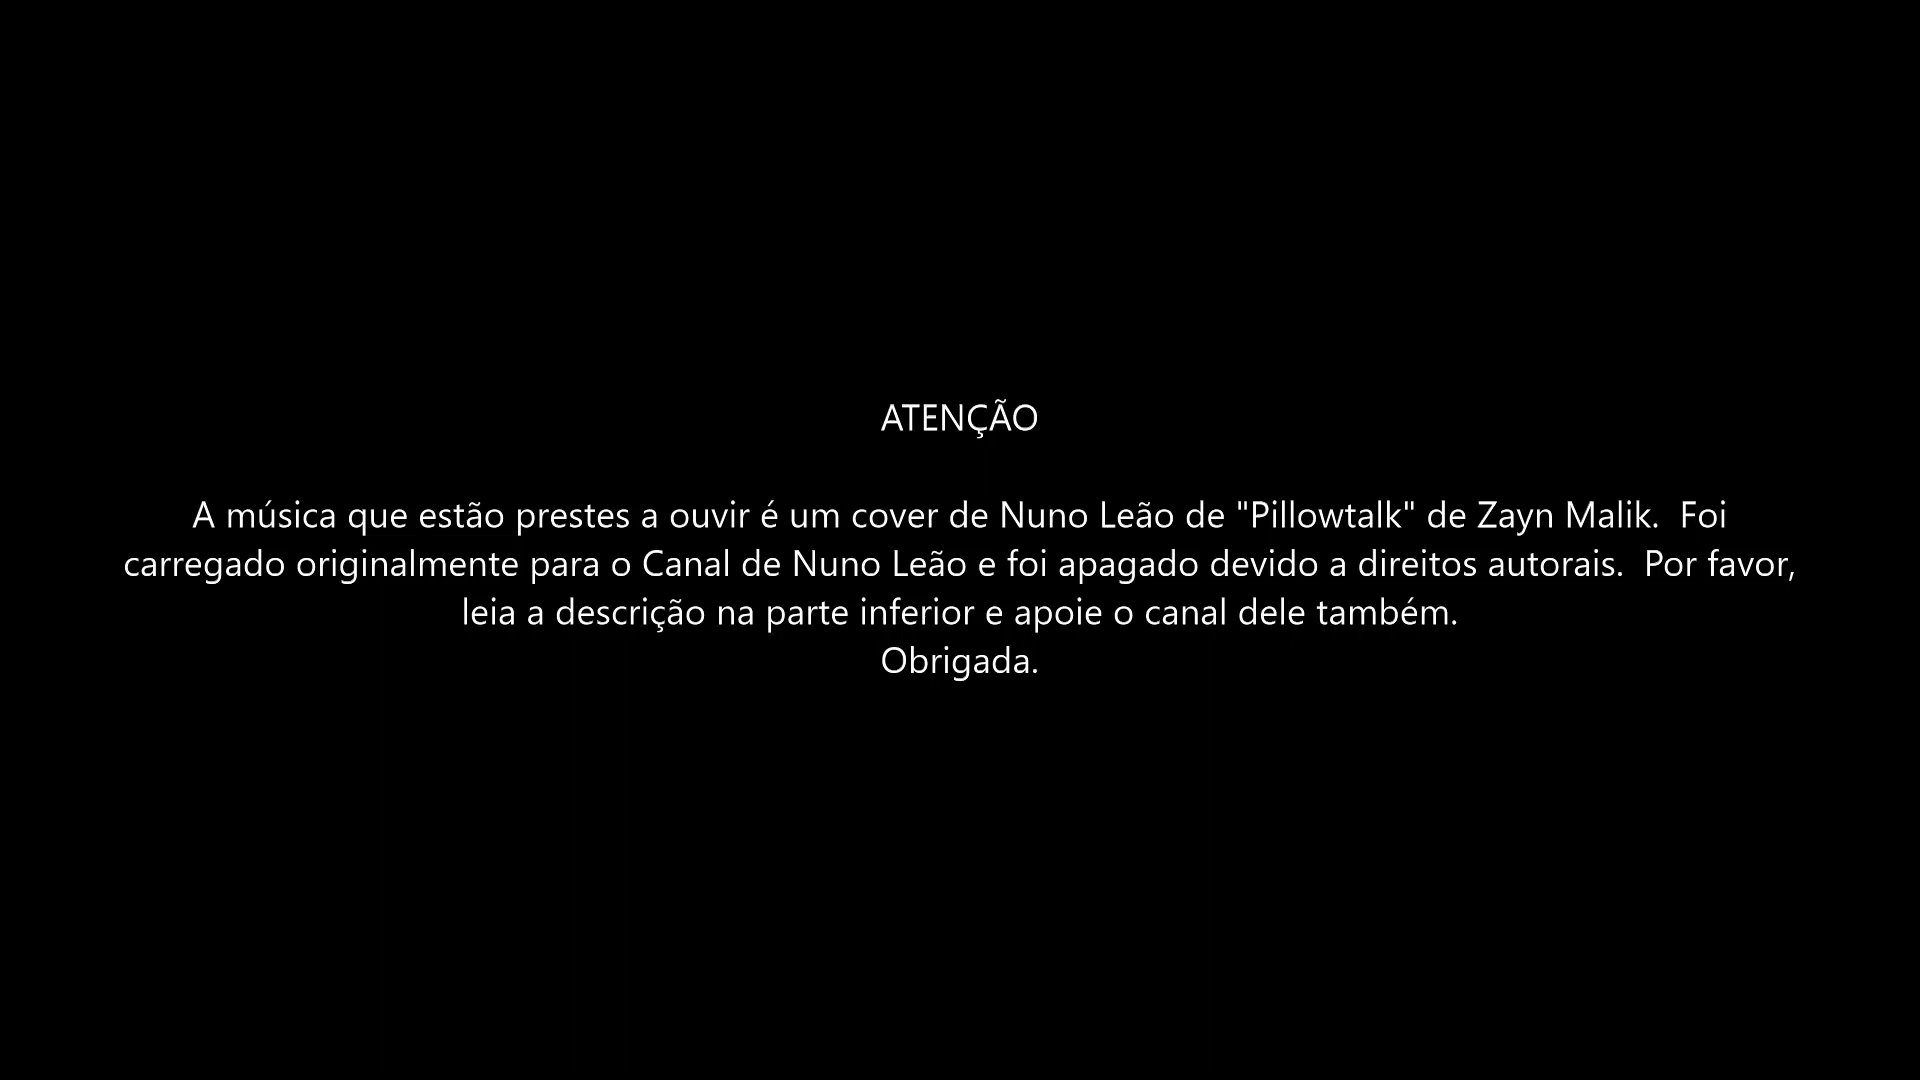 ATENÇÃO
A música que estão prestes a ouvir é um cover de Nuno Leão de "Pillowtalk" de Zayn Malik.  Foi
carregado originalmente para o Canal de Nuno Leão e foi apagado devido a direitos autorais.  Por favor,
leia a descrição na parte inferior e apoie o canal dele também.
Obrigada.